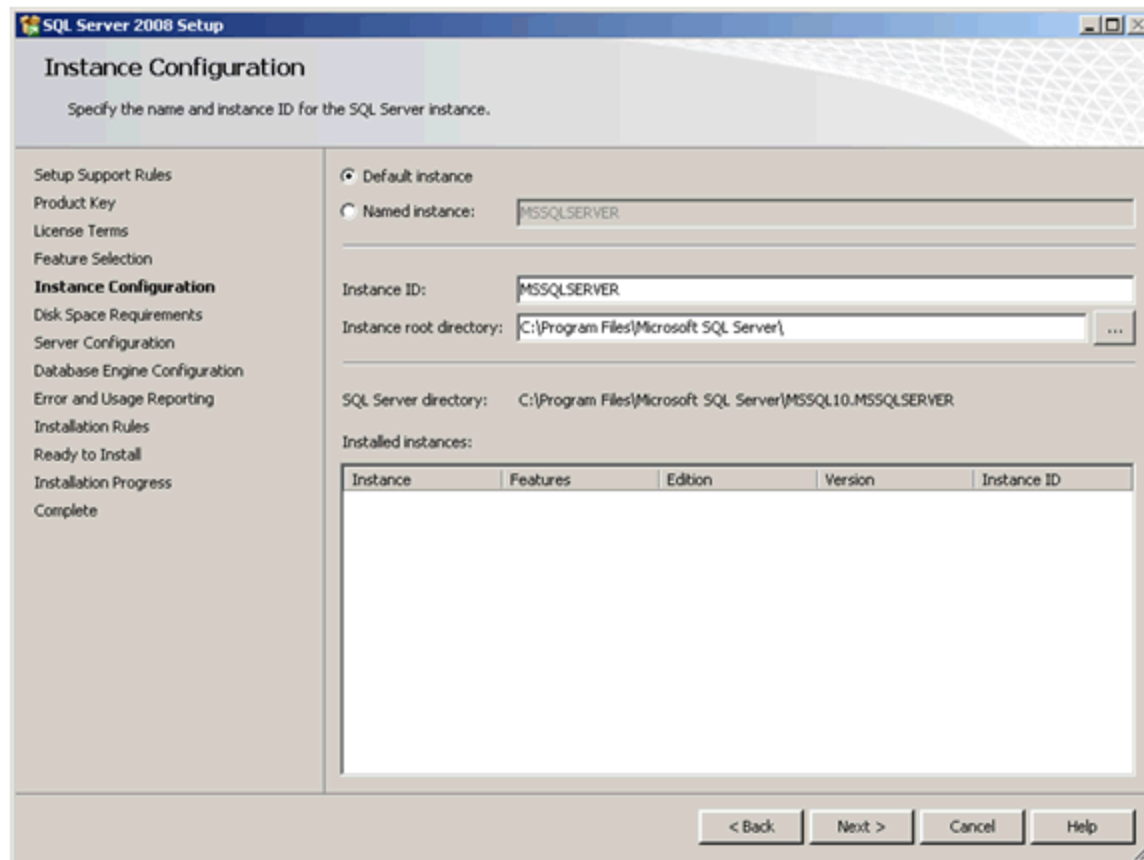 SQL Server 2008 Setup
Instance Configuration
Specify the name and instance ID for the SQL Server instance.
Setup Support Rules
Product Key
License Terms
Feature Selection
Instance Configuration
Disk Space Requirements
Server Configuration
Database Engine Configuration
Error and Usage Reporting
Installation Rules
Ready to Install
Installation Progress
Complete
Default instance
Named instance: MSSQLSERVER
Instance ID: MSSQLSERVER
Instance root directory: C:\Program Files\Microsoft SQL Server\ ...
SQL Server directory: C:\Program Files\Microsoft SQL Server\MSSQL10.MSSQLSERVER
Installed instances:
Instance Features Edition Version Instance ID
< Back Next > Cancel Help